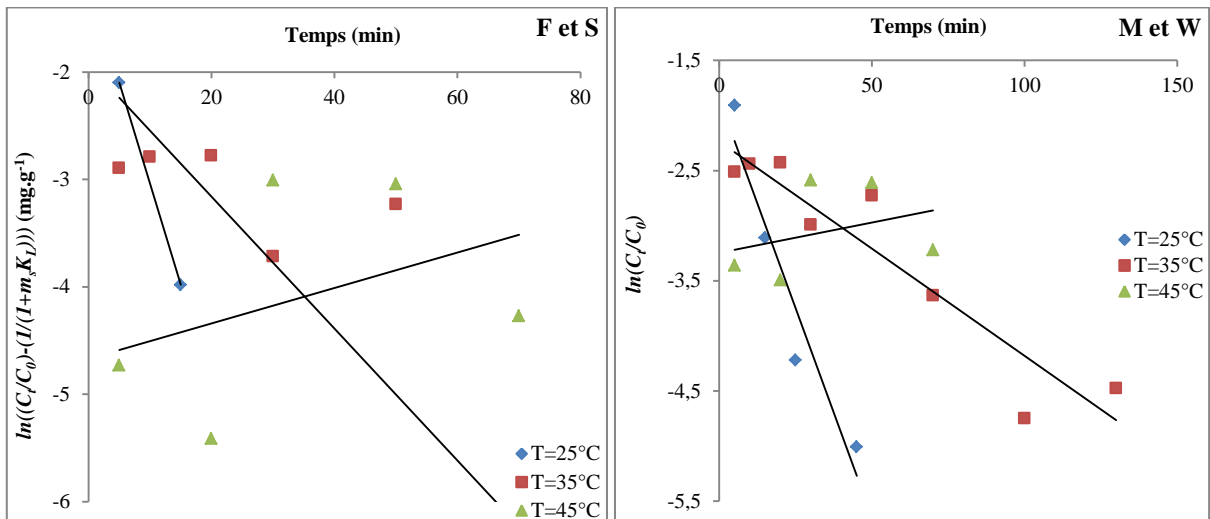 F et S
Temps (min)
-2
0
20
40
60
80
-3
-4
-5
-6
ln((Ct/C0)-(1/(1+msKL))) (mg.g-1)
T=25°C
T=35°C
T=45°C
M et W
Temps (min)
-1,5
0
50
100
150
-2,5
-3,5
-4,5
-5,5
ln(Ct/C0)
T=25°C
T=35°C
T=45°C